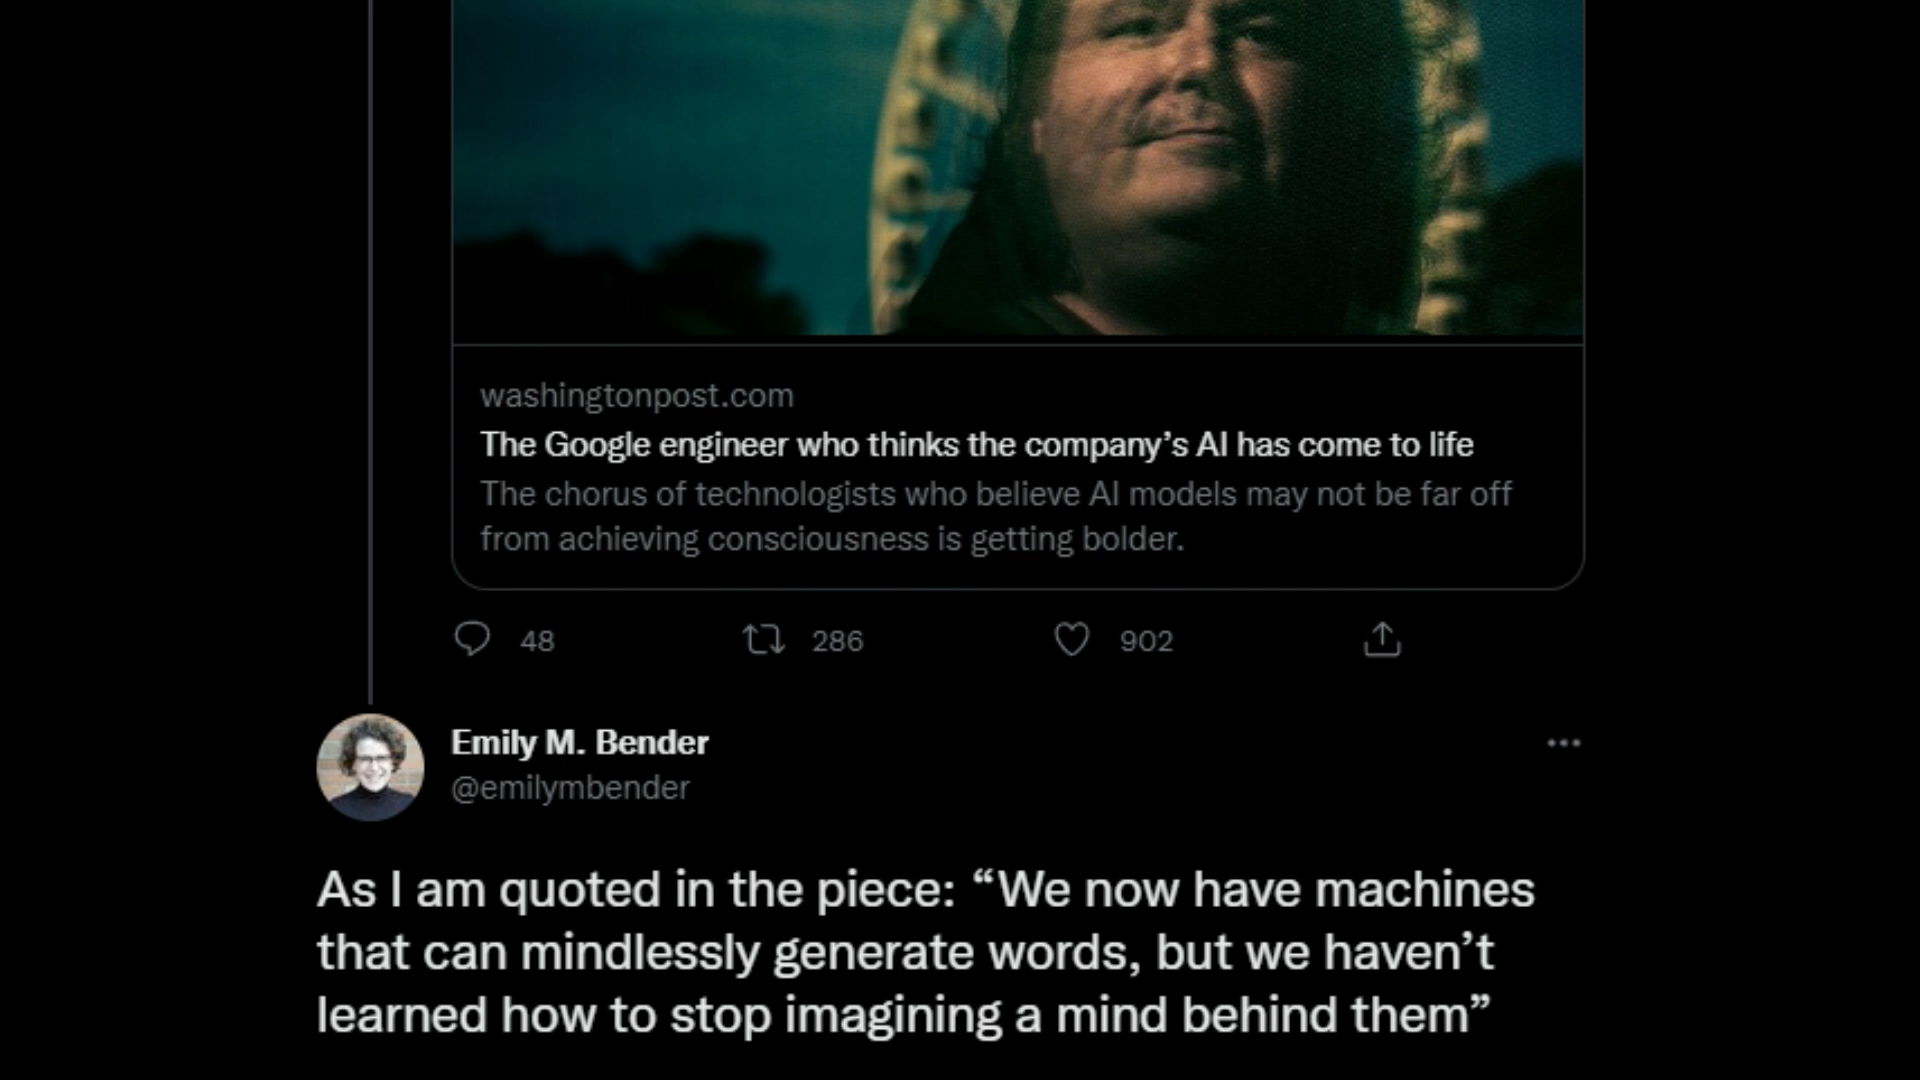 washingtonpost.com
The Google engineer who thinks the company’s AI has come to life
The chorus of technologists who believe AI models may not be far off
from achieving consciousness is getting bolder.
48 286 902
Emily M. Bender
@emilymbender
As I am quoted in the piece: “We now have machines
that can mindlessly generate words, but we haven’t
learned how to stop imagining a mind behind them”